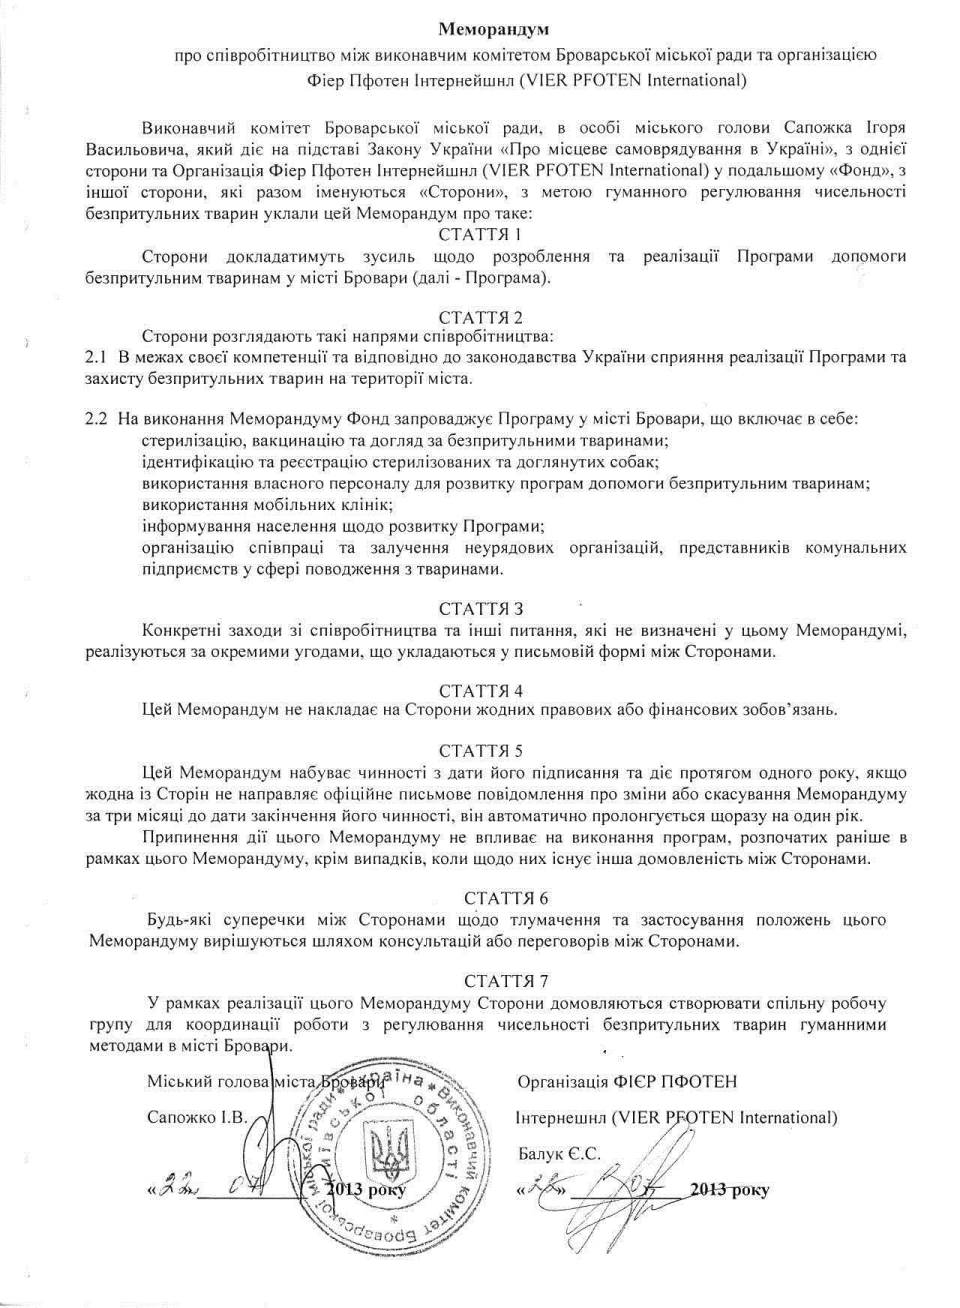 Меморандум
про співробітництво між виконавчим комітетом Броварської міської ради та організацією
Фієр Пфотен Інтернейшнл (VIER PFOTEN International)
Виконавчий комітет Броварської міської ради, в особі міського голови Сапожка Ігоря
Васильовича, який діє на підставі Закону України «Про місцеве самоврядування в Україні», з однієї
сторони та Організація Фієр Пфотен Інтернейшнл (VIER PFOTEN International) у подальшому «Фонд», з
іншої сторони, які разом іменуються «Сторони», з метою гуманного регулювання чисельності
безпритульних тварин уклали цей Меморандум про таке:
СТАТТЯ 1
Сторони докладатимуть зусиль щодо розроблення та реалізації Програми допомоги
безпритульним тваринам у місті Бровари (далі - Програма).
СТАТТЯ 2
Сторони розглядають такі напрями співробітництва:
2.1 В межах своєї компетенції та відповідно до законодавства України сприяння реалізації Програми та
захисту безпритульних тварин на території міста.
2.2 На виконання Меморандуму Фонд запроваджує Програму у місті Бровари, що включає в себе:
стерилізацію, вакцинацію та догляд за безпритульними тваринами;
ідентифікацію та реєстрацію стерилізованих та доглянутих собак;
використання власного персоналу для розвитку програм допомоги безпритульним тваринам;
використання мобільних клінік;
інформування населення щодо розвитку Програми;
організацію співпраці та залучення неурядових організацій, представників комунальних
підприємств у сфері поводження з тваринами.
СТАТТЯ 3
Конкретні заходи зі співробітництва та інші питання, які не визначені у цьому Меморандумі,
реалізуються за окремими угодами, що укладаються у письмовій формі між Сторонами.
СТАТТЯ 4
Цей Меморандум не накладає на Сторони жодних правових або фінансових зобов’язань.
СТАТТЯ 5
Цей Меморандум набуває чинності з дати його підписання та діє протягом одного року, якщо
жодна із Сторін не направляє офіційне письмове повідомлення про зміни або скасування Меморандуму
за три місяці до дати закінчення його чинності, він автоматично пролонгується щоразу на один рік.
Припинення дії цього Меморандуму не впливає на виконання програм, розпочатих раніше в
рамках цього Меморандуму, крім випадків, коли щодо них існує інша домовленість між Сторонами.
СТАТТЯ 6
Будь-які суперечки між Сторонами щодо тлумачення та застосування положень цього
Меморандуму вирішуються шляхом консультацій або переговорів між Сторонами.
СТАТТЯ 7
У рамках реалізації цього Меморандуму Сторони домовляються створювати спільну робочу
групу для координації роботи з регулювання чисельності безпритульних тварин гуманними
методами в місті Бровари.
Міський голова міста Бровари Організація ФІЄР ПФОТЕН
Сапожко І.В. Інтернешнл (VIER PFOTEN International)
Балук Є.С.
«22» 07 2013 року «22» 07 2013 року
Україна * Виконавчий комітет Броварської міської ради
Київської області